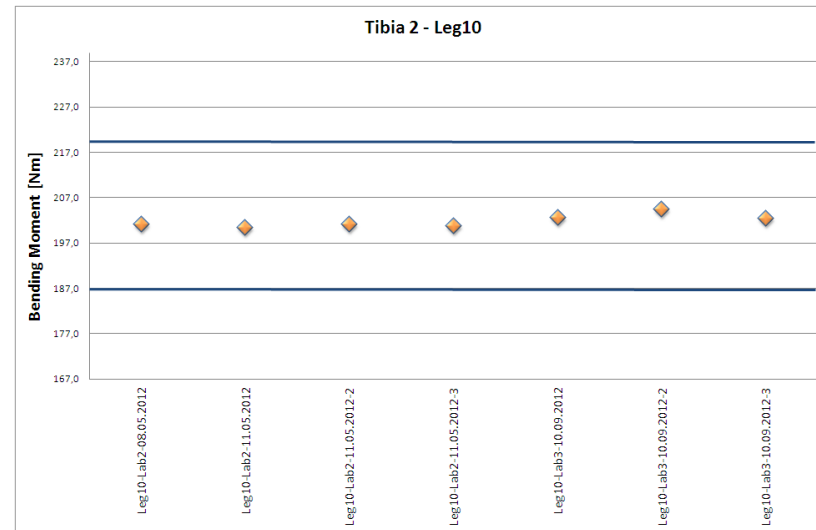 Tibia 2 - Leg10
Bending Moment [Nm]
237,0
227,0
217,0
207,0
197,0
187,0
177,0
167,0
Leg10-Lab2-08.05.2012
Leg10-Lab2-11.05.2012
Leg10-Lab2-11.05.2012-2
Leg10-Lab2-11.05.2012-3
Leg10-Lab3-10.09.2012
Leg10-Lab3-10.09.2012-2
Leg10-Lab3-10.09.2012-3